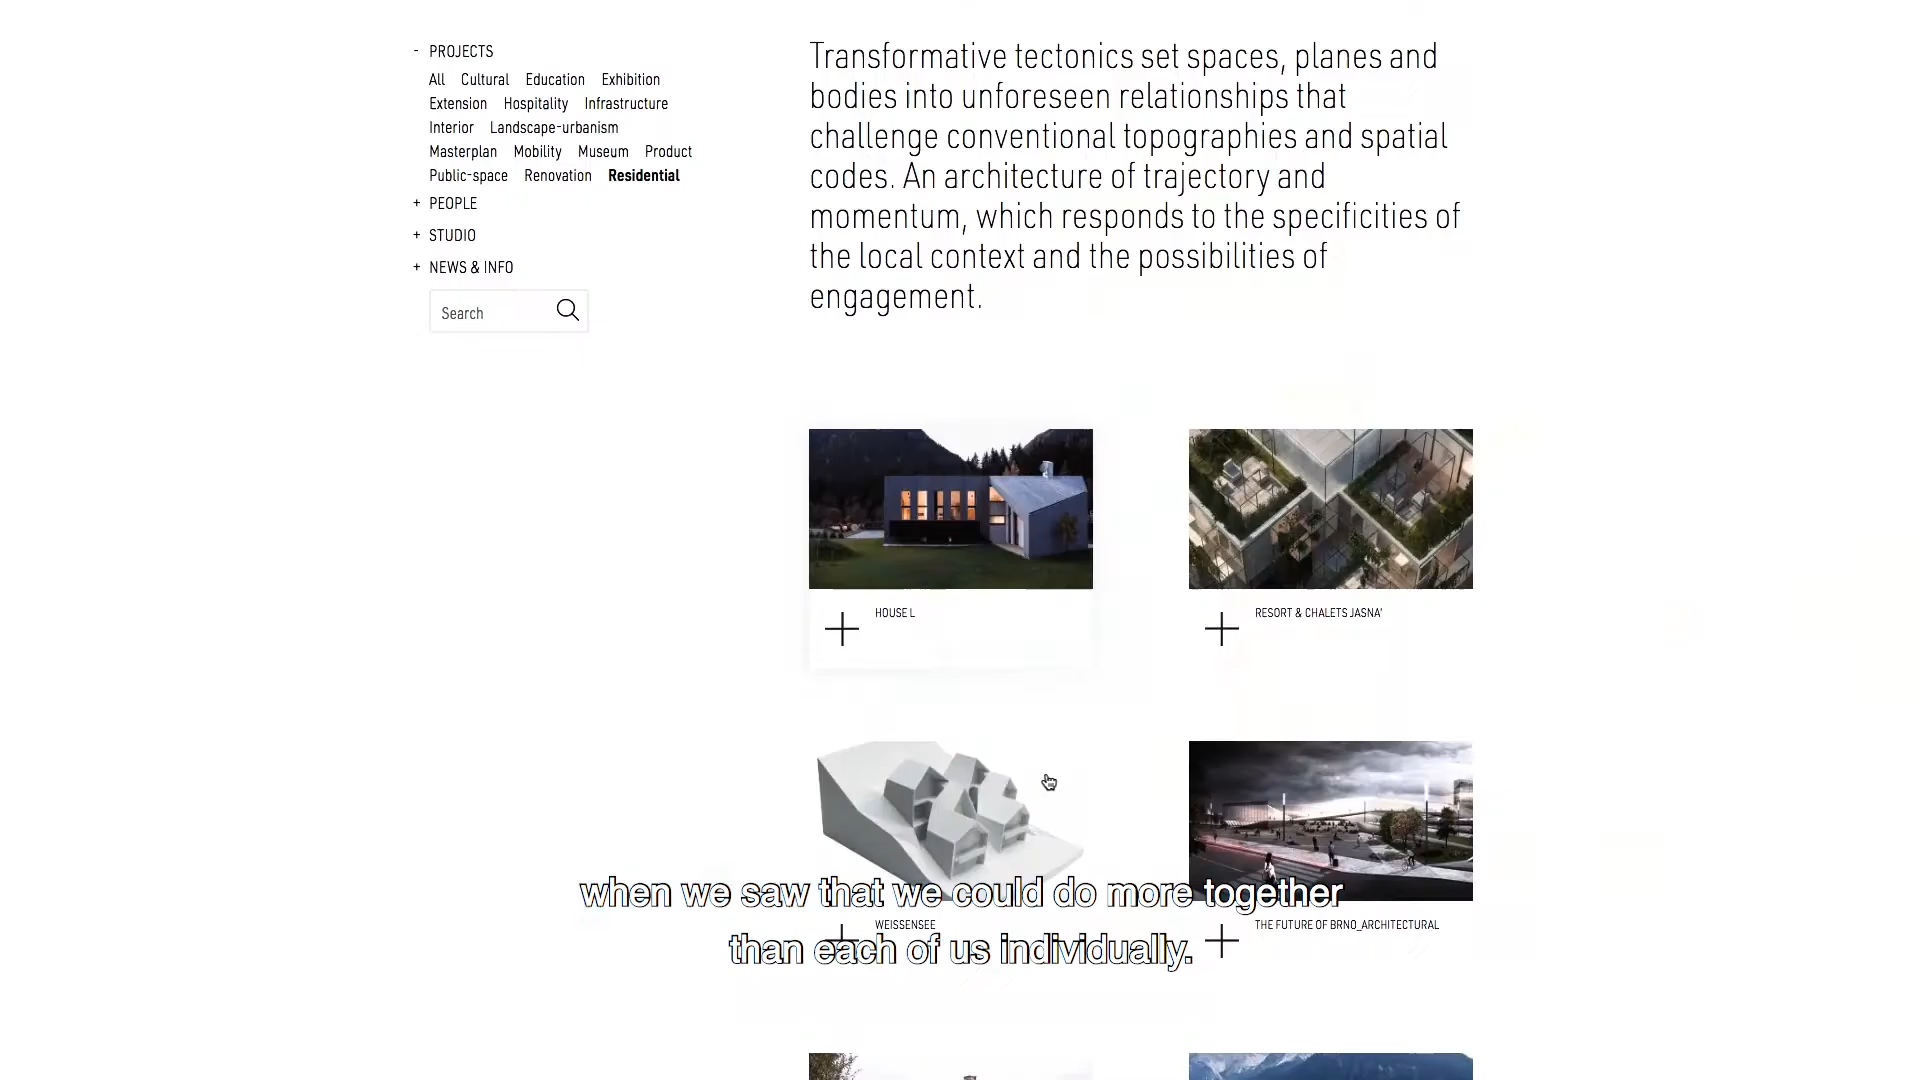 - PROJECTS
All Cultural Education Exhibition
Extension Hospitality Infrastructure
Interior Landscape-urbanism
Masterplan Mobility Museum Product
Public-space Renovation Residential
+ PEOPLE
+ STUDIO
+ NEWS & INFO
Search
Transformative tectonics set spaces, planes and
bodies into unforeseen relationships that
challenge conventional topographies and spatial
codes. An architecture of trajectory and
momentum, which responds to the specificities of
the local context and the possibilities of
engagement.
HOUSE L
RESORT & CHALETS JASNA'
WEISSENSEE
THE FUTURE OF BRNO_ARCHITECTURAL
when we saw that we could do more together
than each of us individually.